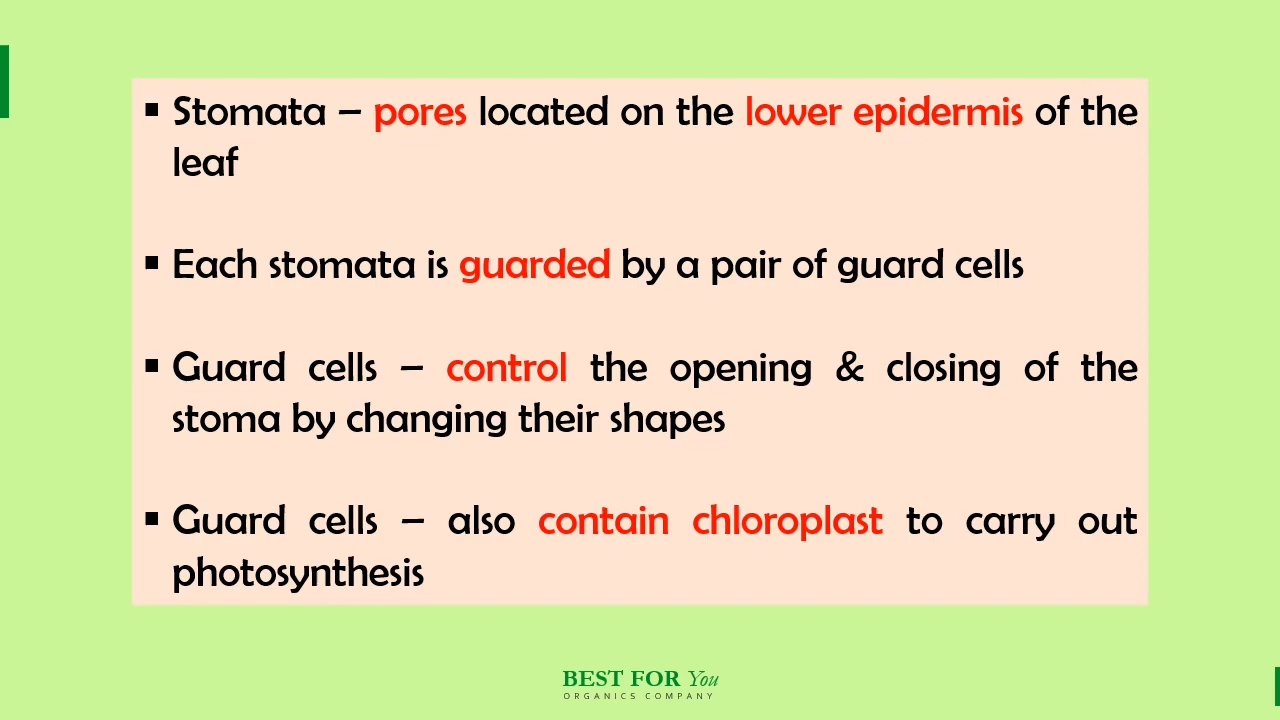 ▪ Stomata – pores located on the lower epidermis of the
leaf
▪ Each stomata is guarded by a pair of guard cells
▪ Guard cells – control the opening & closing of the
stoma by changing their shapes
▪ Guard cells – also contain chloroplast to carry out
photosynthesis
BEST FOR You
ORGANICS COMPANY